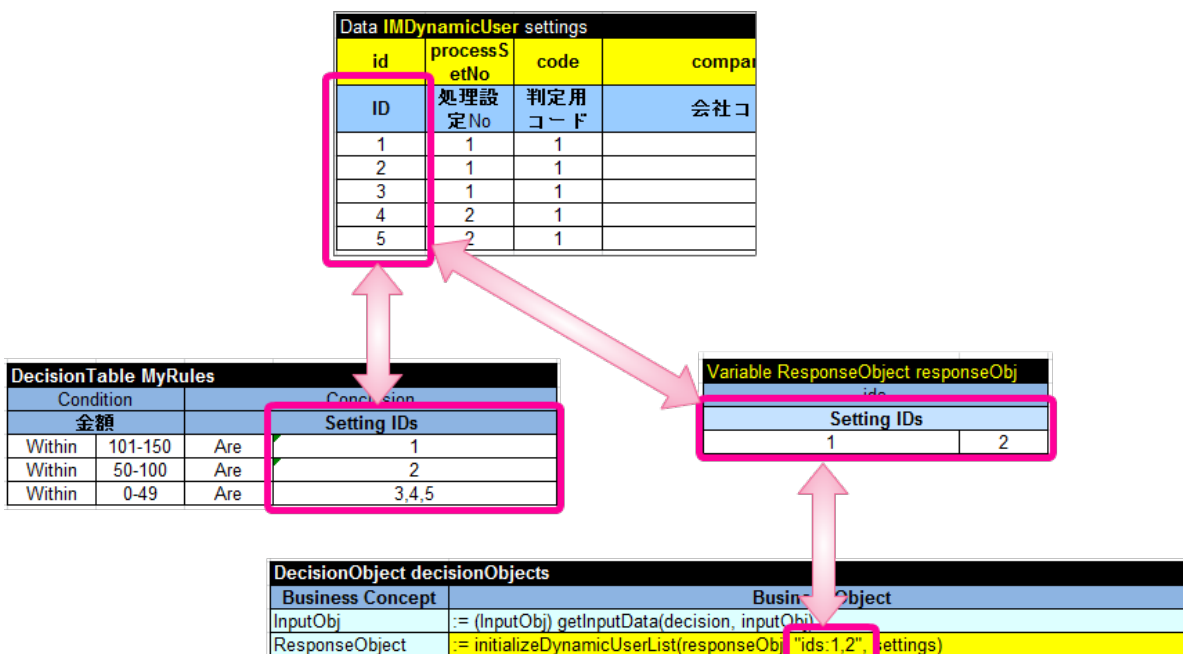 Data IMDynamicUser settings
id processSetNo code
ID 処理設定No 判定用コード 会社コ
1 1 1
2 1 1
3 1 1
4 2 1
5 2 1
DecisionTable MyRules
Condition
金額 Setting IDs
Within 101-150 Are 1
Within 50-100 Are 2
Within 0-49 Are 3,4,5
Variable ResponseObject responseObj
ids
Setting IDs
1 2
DecisionObject decisionObjects
Business Concept
InputObj := (InputObj) getInputData(decision, inputObj)
ResponseObject := initializeDynamicUserList(responseObj "ids:1,2", settings)